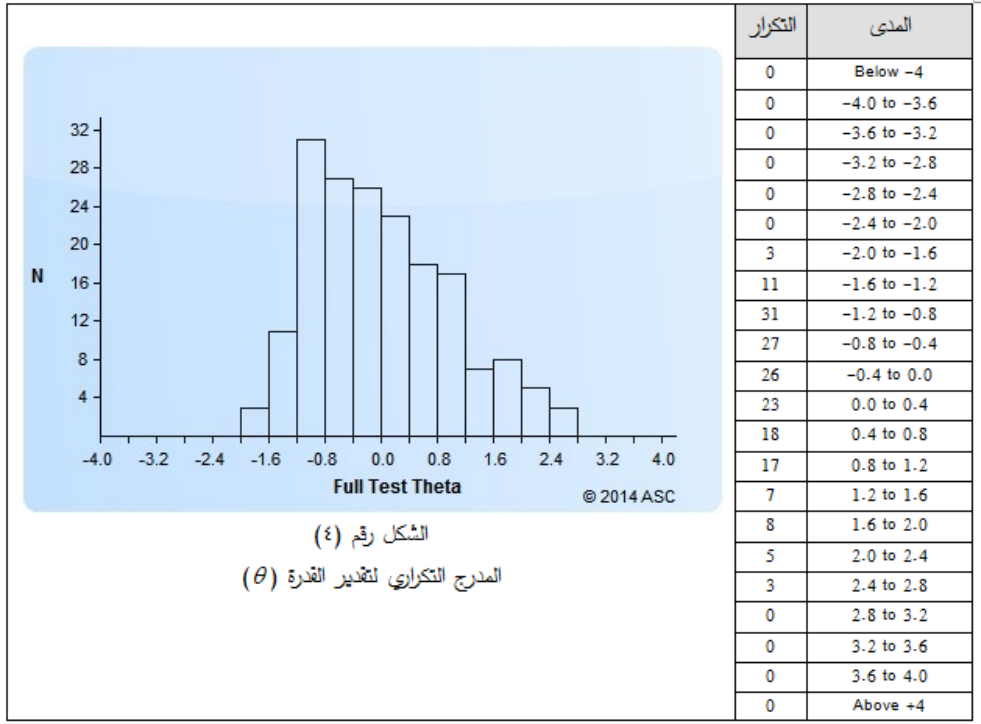 المدى التكرار
Below −4 0
−4.0 to −3.6 0
−3.6 to −3.2 0
−3.2 to −2.8 0
−2.8 to −2.4 0
−2.4 to −2.0 0
−2.0 to −1.6 3
−1.6 to −1.2 11
−1.2 to −0.8 31
−0.8 to −0.4 27
−0.4 to 0.0 26
0.0 to 0.4 23
0.4 to 0.8 18
0.8 to 1.2 17
1.2 to 1.6 7
1.6 to 2.0 8
2.0 to 2.4 5
2.4 to 2.8 3
2.8 to 3.2 0
3.2 to 3.6 0
3.6 to 4.0 0
Above +4 0
32
28
24
20
N
16
12
8
4
-4.0 -3.2 -2.4 -1.6 -0.8 0.0 0.8 1.6 2.4 3.2 4.0
Full Test Theta
© 2014 ASC
الشكل رقم (٤)
المدرج التكراري لتقدير القدرة (θ)